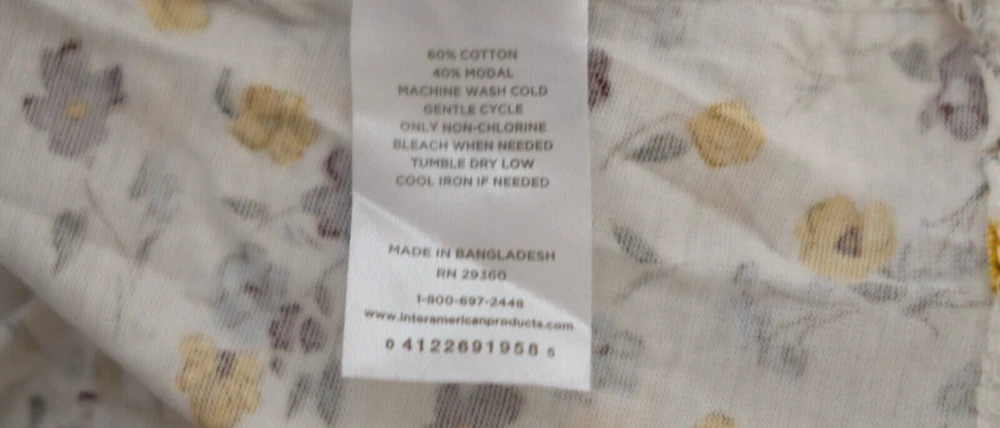 60% COTTON
40% MODAL
MACHINE WASH COLD
GENTLE CYCLE
ONLY NON-CHLORINE
BLEACH WHEN NEEDED
TUMBLE DRY LOW
COOL IRON IF NEEDED
MADE IN BANGLADESH
RN 29360
1-800-697-2448
www.interamericanproducts.com
0 4122691958 5